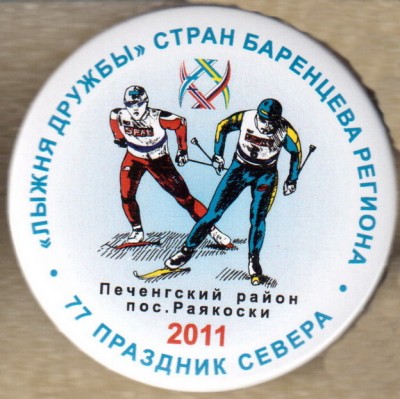 «ЛЫЖНЯ ДРУЖБЫ» СТРАН БАРЕНЦЕВА РЕГИОНА
Печенгский район
пос.Раякоски
2011
• 77 ПРАЗДНИК СЕВЕРА •